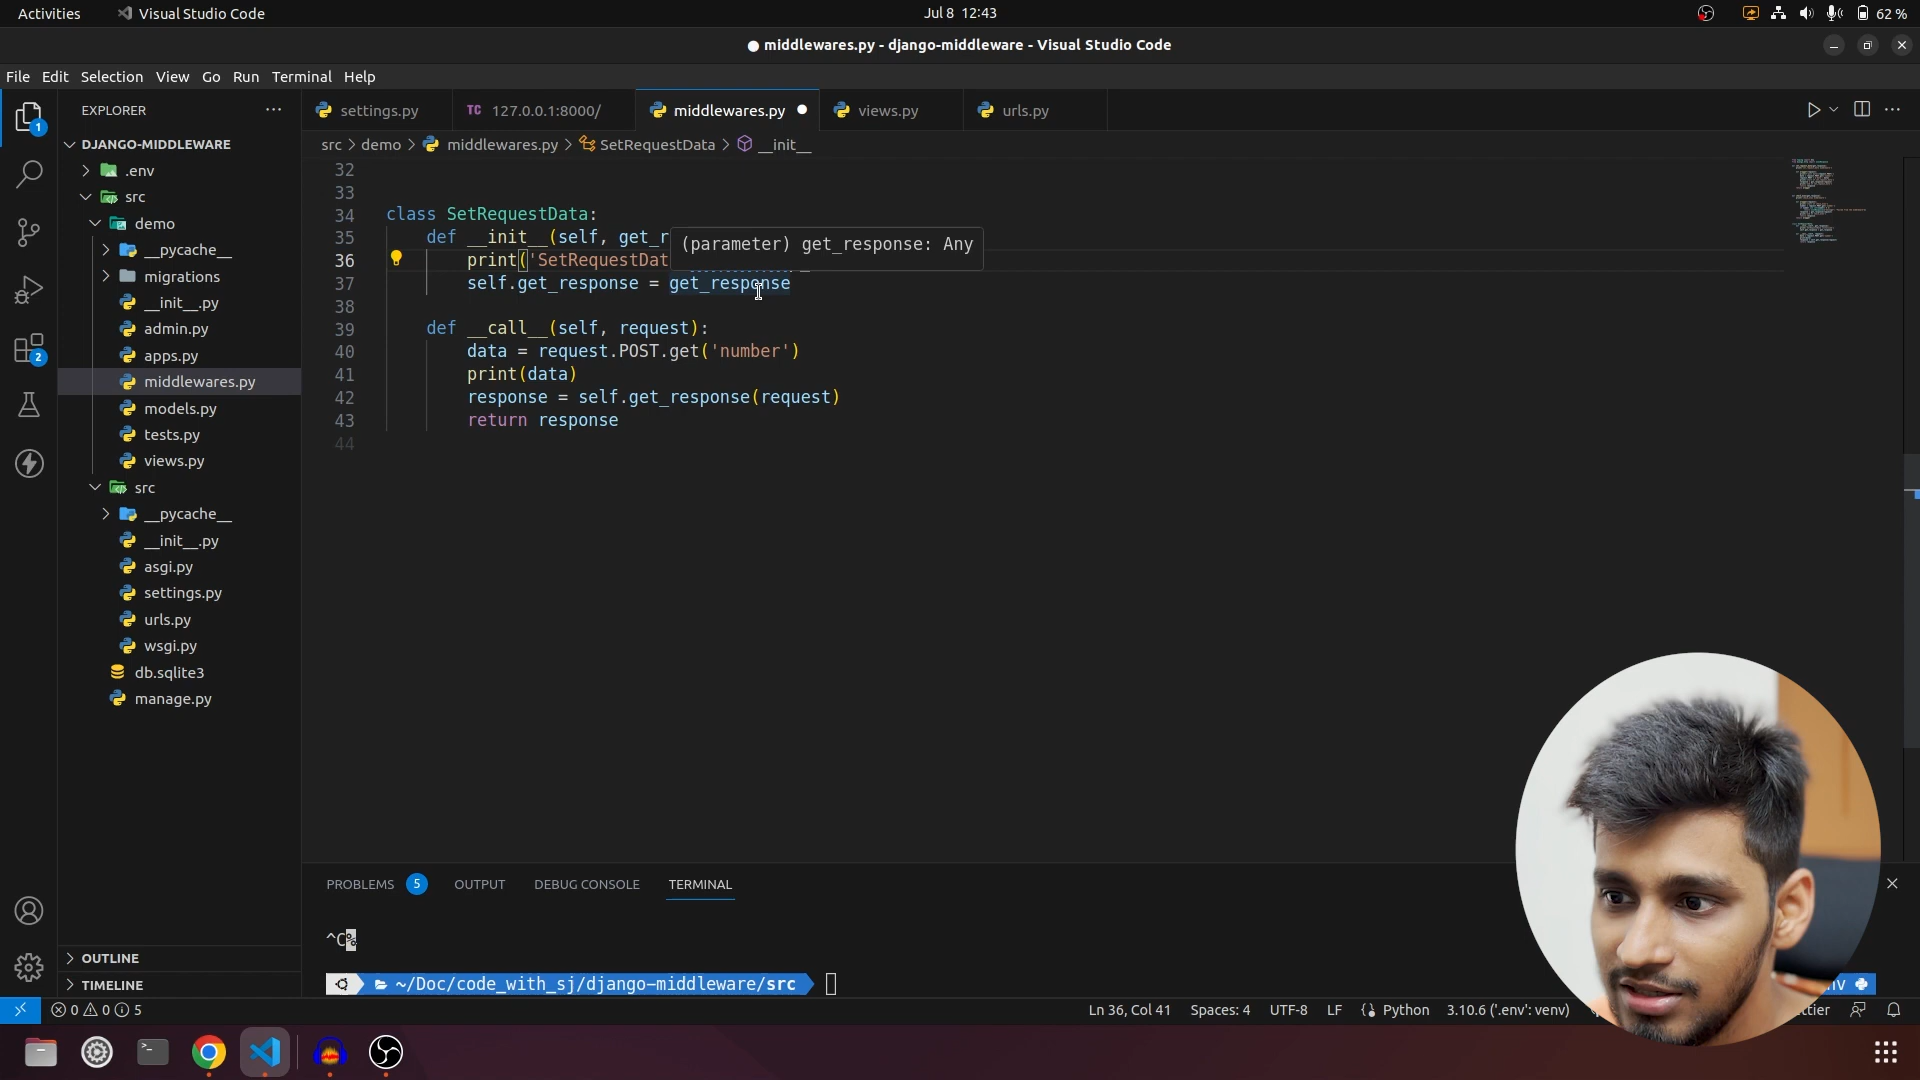 Activities
Visual Studio Code
Jul 8 12:43
62 %
middlewares.py - django-middleware - Visual Studio Code
File Edit Selection View Go Run Terminal Help
EXPLORER
settings.py
TC 127.0.0.1:8000/
middlewares.py
views.py
urls.py
src > demo > middlewares.py > SetRequestData > __init__
DJANGO-MIDDLEWARE
.env
src
demo
__pycache__
migrations
__init__.py
admin.py
apps.py
middlewares.py
models.py
tests.py
views.py
src
__pycache__
__init__.py
asgi.py
settings.py
urls.py
wsgi.py
db.sqlite3
manage.py
OUTLINE
TIMELINE
1
2
32
33
34 class SetRequestData:
35 def __init__(self, get_r
(parameter) get_response: Any
36 print('SetRequestDat
37 self.get_response = get_response
38
39 def __call__(self, request):
40 data = request.POST.get('number')
41 print(data)
42 response = self.get_response(request)
43 return response
44
PROBLEMS 5 OUTPUT DEBUG CONSOLE TERMINAL
^C%
~/Doc/code_with_sj/django-middleware/src
0 0 5
Ln 36, Col 41 Spaces: 4 UTF-8 LF Python 3.10.6 ('.env': venv)